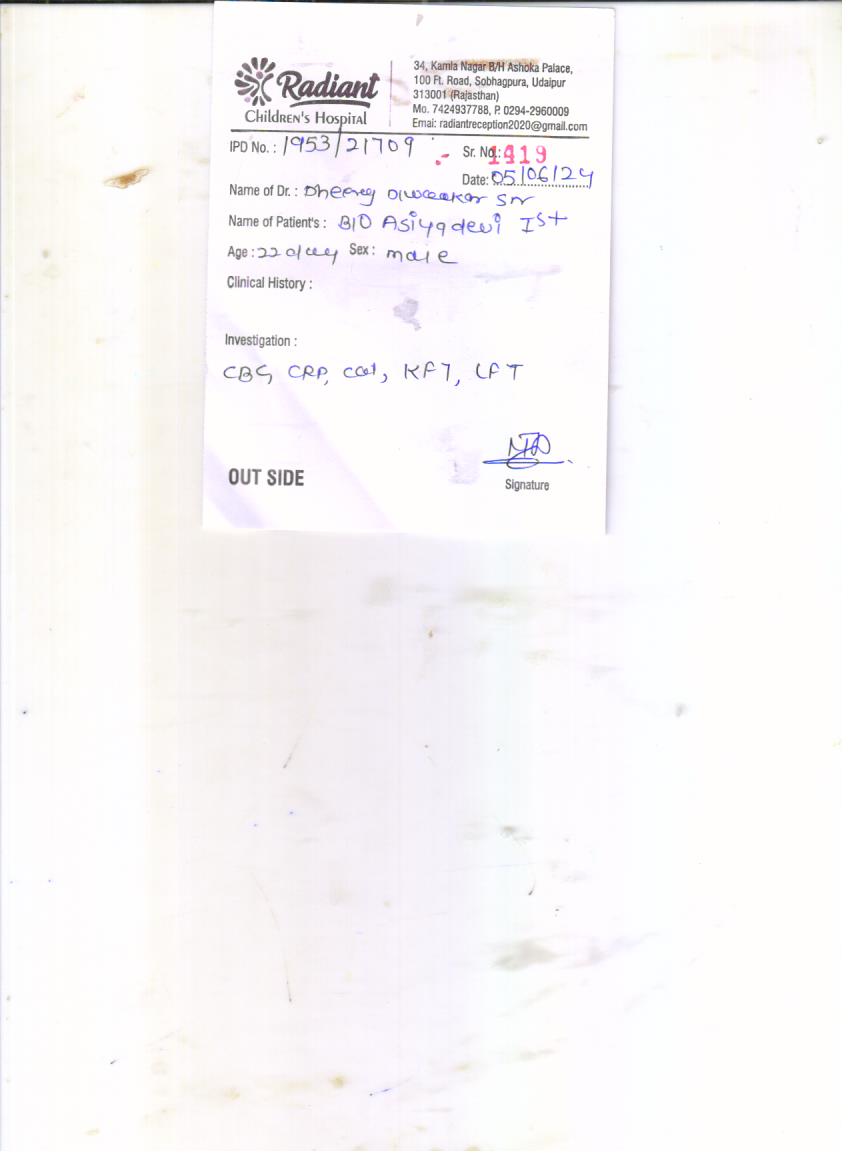 Radiant
CHILDREN'S HOSPITAL
34, Kamla Nagar B/H Ashoka Palace,
100 Ft. Road, Sobhagpura, Udaipur
313001 (Rajasthan)
Mo. 7424937788, P. 0294-2960009
Emai: radiantreception2020@gmail.com
IPD No. : 1953/21709 Sr. No.: 1419
Date: 05/06/24
Name of Dr. : Dheeraj Diwaakar Sir
Name of Patient's : B/O Asiyadevi Ist
Age : 22 day Sex : male
Clinical History :
Investigation :
CBC, CRP, cal, KFT, LFT
OUT SIDE
Signature